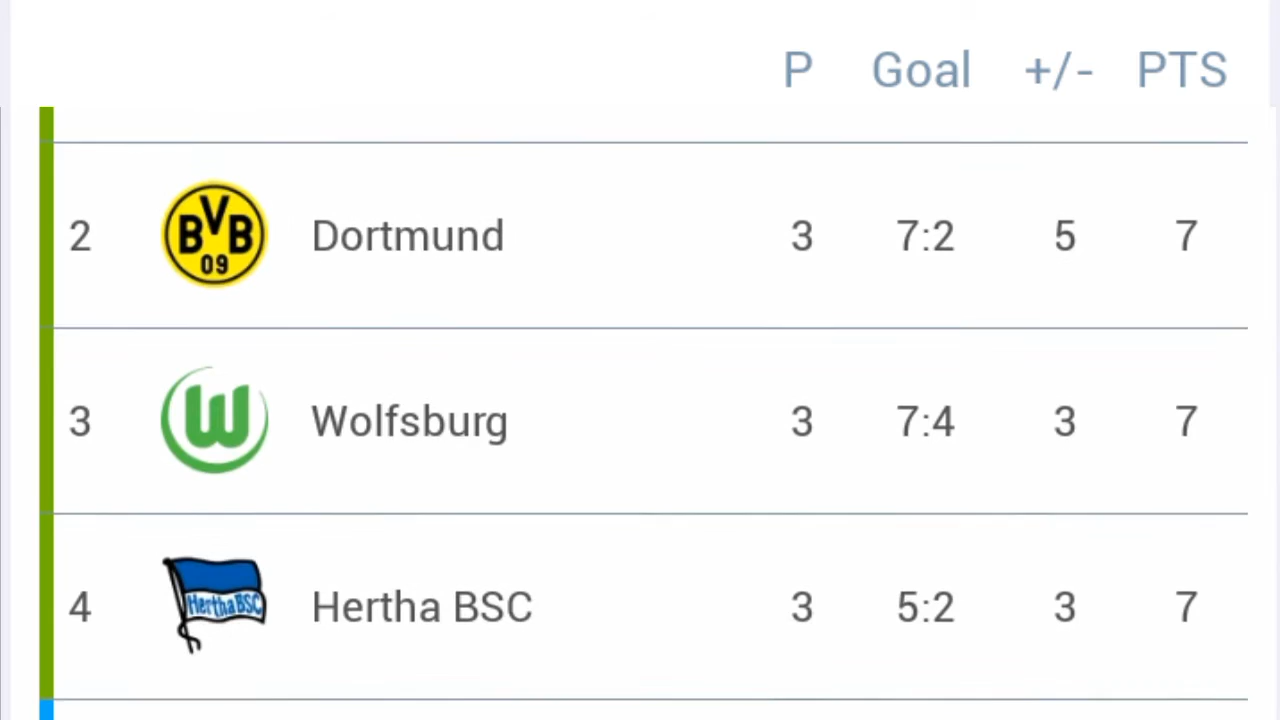 P Goal +/- PTS
2 BVB 09 Dortmund 3 7:2 5 7
3 W Wolfsburg 3 7:4 3 7
4 Hertha BSC Hertha BSC 3 5:2 3 7